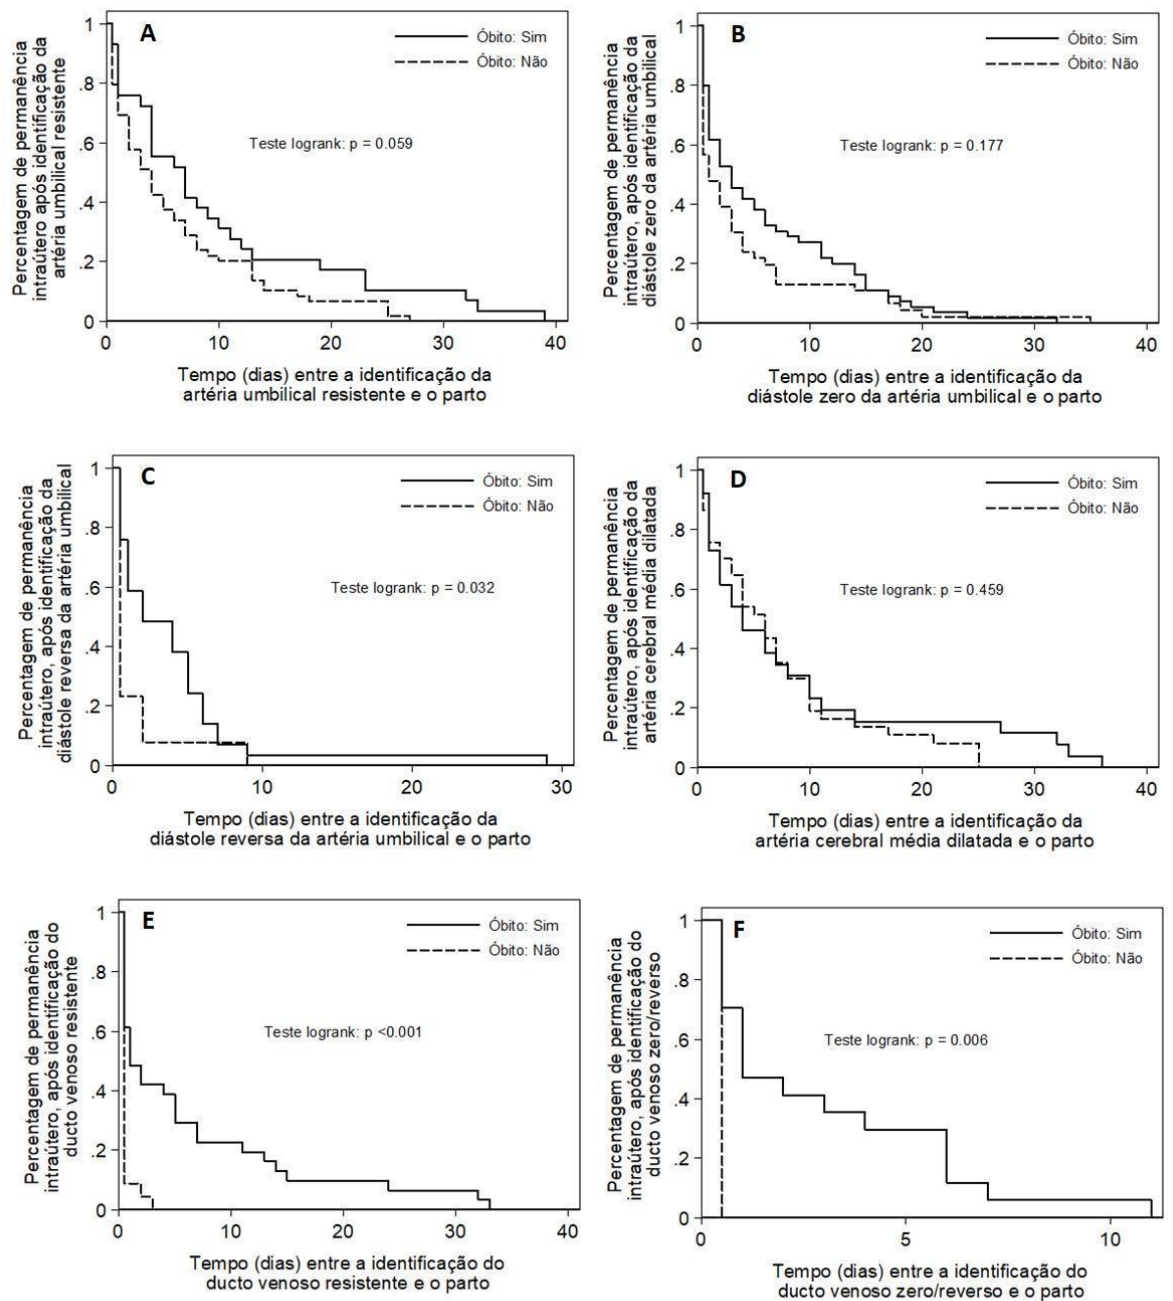 Percentagem de permanência
intraútero após identificação da
artéria umbilical resistente
1
.8
.6
.4
.2
0
A
Óbito: Sim
Óbito: Não
Teste logrank: p = 0.059
0 10 20 30 40
Tempo (dias) entre a identificação da
artéria umbilical resistente e o parto
Percentagem de permanência
intraútero, após identificação da
diástole zero da artéria umbilical
1
.8
.6
.4
.2
0
B
Óbito: Sim
Óbito: Não
Teste logrank: p = 0.177
0 10 20 30 40
Tempo (dias) entre a identificação da
diástole zero da artéria umbilical e o parto
Percentagem de permanência
intraútero, após identificação da
diástole reversa da artéria umbilical
1
.8
.6
.4
.2
0
C
Óbito: Sim
Óbito: Não
Teste logrank: p = 0.032
0 10 20 30
Tempo (dias) entre a identificação da
diástole reversa da artéria umbilical e o parto
Percentagem de permanência
intraútero, após identificação da
artéria cerebral média dilatada
1
.8
.6
.4
.2
0
D
Óbito: Sim
Óbito: Não
Teste logrank: p = 0.459
0 10 20 30 40
Tempo (dias) entre a identificação da
artéria cerebral média dilatada e o parto
Percentagem de permanência
intraútero, após identificação do
ducto venoso resistente
1
.8
.6
.4
.2
0
E
Óbito: Sim
Óbito: Não
Teste logrank: p <0.001
0 10 20 30 40
Tempo (dias) entre a identificação do
ducto venoso resistente e o parto
Percentagem de permanência
intraútero, após identificação do
ducto venoso zero/reverso
1
.8
.6
.4
.2
0
F
Óbito: Sim
Óbito: Não
Teste logrank: p = 0.006
0 5 10
Tempo (dias) entre a identificação do
ducto venoso zero/reverso e o parto